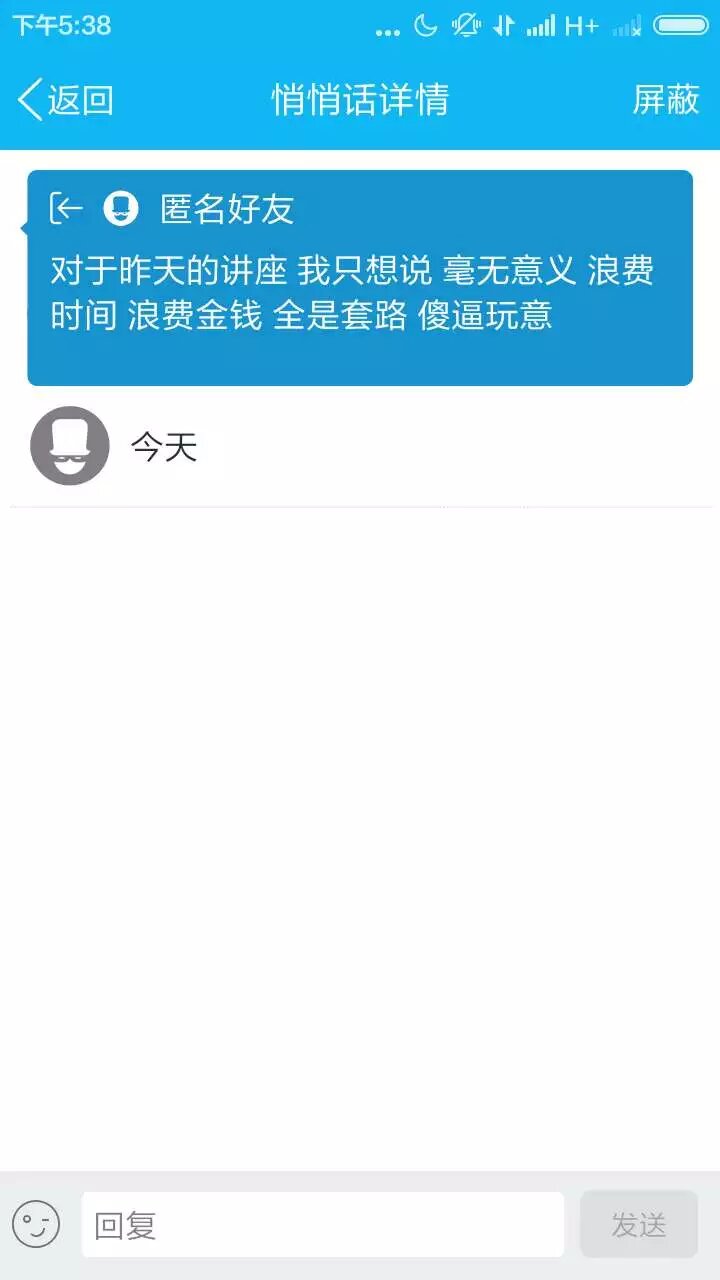 下午5:38 H+
返回 悄悄话详情 屏蔽
匿名好友
对于昨天的讲座 我只想说 毫无意义 浪费
时间 浪费金钱 全是套路 傻逼玩意
今天
回复 发送